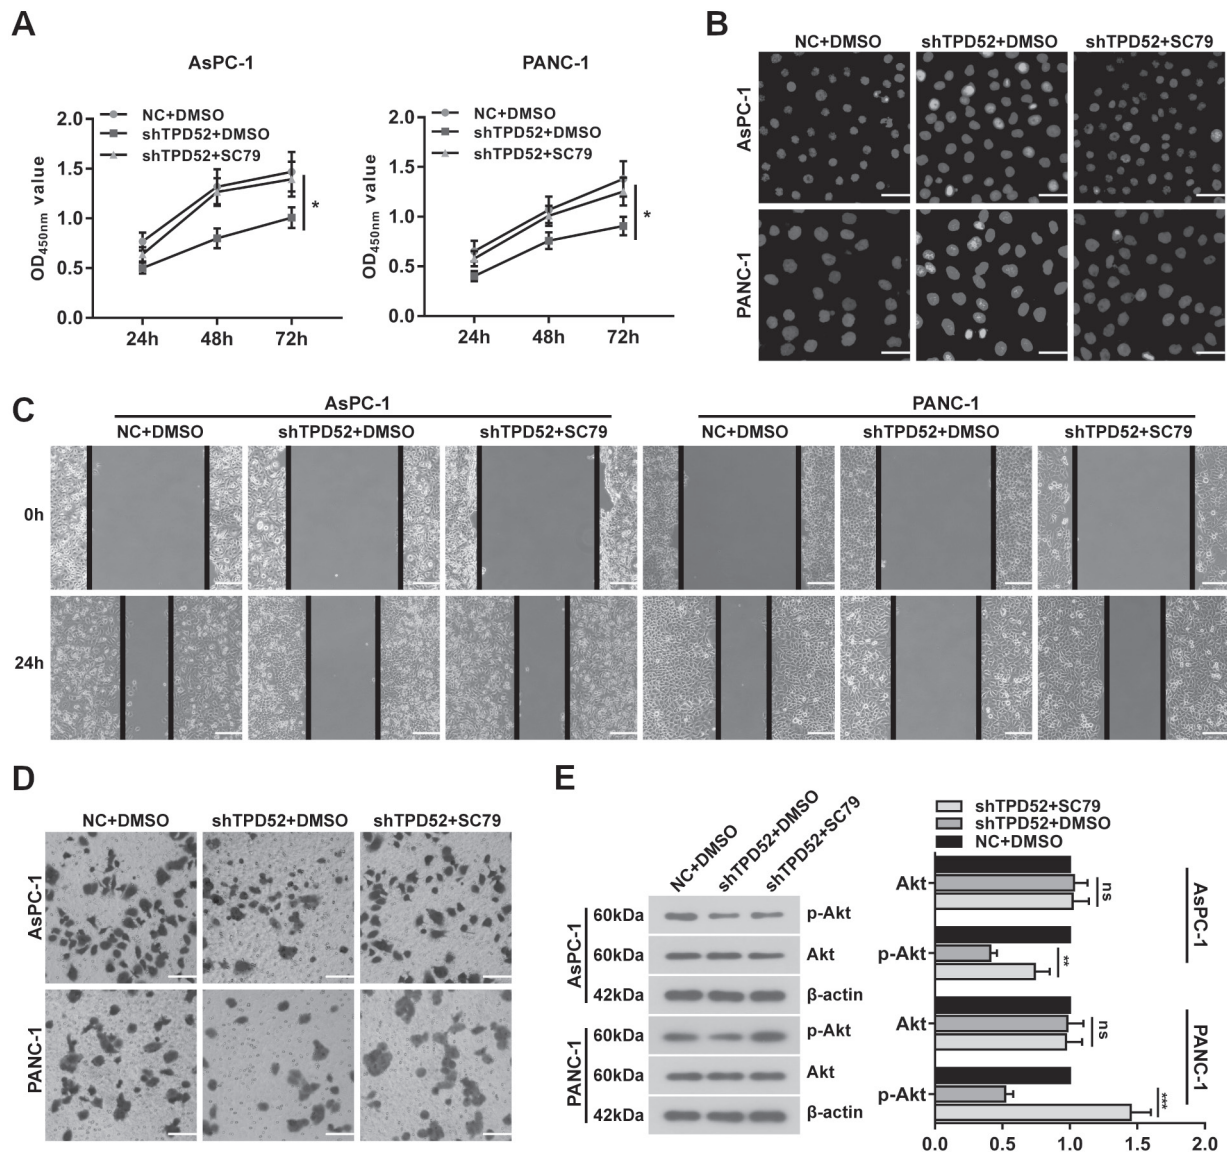 A
AsPC-1
NC+DMSO
shTPD52+DMSO
shTPD52+SC79
OD450nm value
2.0
1.5
1.0
0.5
0.0
24h 48h 72h
*
PANC-1
NC+DMSO
shTPD52+DMSO
shTPD52+SC79
OD450nm value
2.0
1.5
1.0
0.5
0.0
24h 48h 72h
*
B
NC+DMSO shTPD52+DMSO shTPD52+SC79
AsPC-1
PANC-1
C
AsPC-1 PANC-1
NC+DMSO shTPD52+DMSO shTPD52+SC79 NC+DMSO shTPD52+DMSO shTPD52+SC79
0h
24h
D
NC+DMSO shTPD52+DMSO shTPD52+SC79
AsPC-1
PANC-1
E
NC+DMSO shTPD52+DMSO shTPD52+SC79
AsPC-1
60kDa p-Akt
60kDa Akt
42kDa β-actin
PANC-1
60kDa p-Akt
60kDa Akt
42kDa β-actin
shTPD52+SC79
shTPD52+DMSO
NC+DMSO
Akt ns
p-Akt **
AsPC-1
Akt ns
p-Akt ***
PANC-1
0.0 0.5 1.0 1.5 2.0